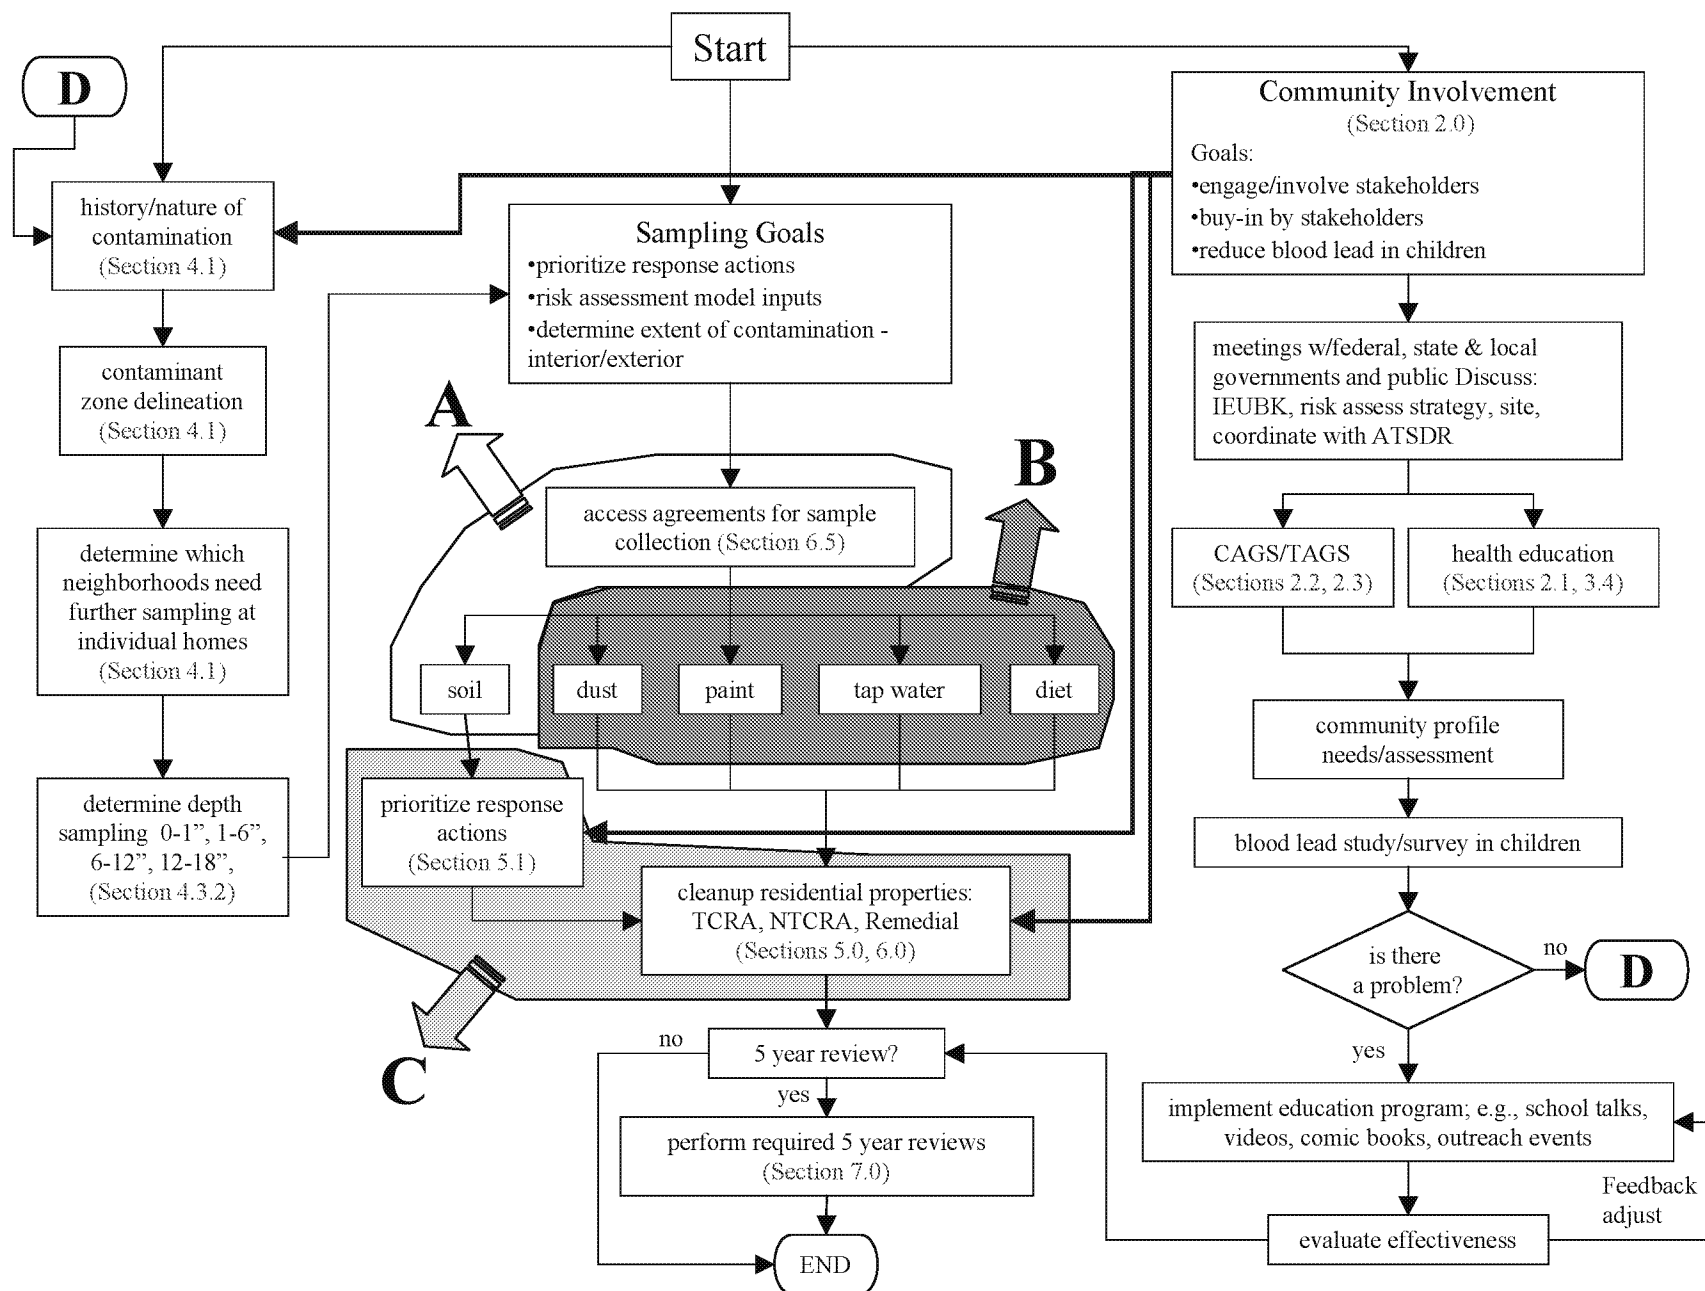 Start
D
Community Involvement
(Section 2.0)
Goals:
•engage/involve stakeholders
•buy-in by stakeholders
•reduce blood lead in children
history/nature of
contamination
(Section 4.1)
Sampling Goals
•prioritize response actions
•risk assessment model inputs
•determine extent of contamination -
interior/exterior
contaminant
zone delineation
(Section 4.1)
meetings w/federal, state & local
governments and public Discuss:
IEUBK, risk assess strategy, site,
coordinate with ATSDR
A
B
access agreements for sample
collection (Section 6.5)
determine which
neighborhoods need
further sampling at
individual homes
(Section 4.1)
CAGS/TAGS
(Sections 2.2, 2.3)
health education
(Sections 2.1, 3.4)
soil
dust
paint
tap water
diet
community profile
needs/assessment
determine depth
sampling 0-1”, 1-6”,
6-12”, 12-18”,
(Section 4.3.2)
prioritize response
actions
(Section 5.1)
blood lead study/survey in children
cleanup residential properties:
TCRA, NTCRA, Remedial
(Sections 5.0, 6.0)
is there
a problem?
no
D
C
no
5 year review?
yes
yes
implement education program; e.g., school talks,
videos, comic books, outreach events
perform required 5 year reviews
(Section 7.0)
Feedback
adjust
evaluate effectiveness
END